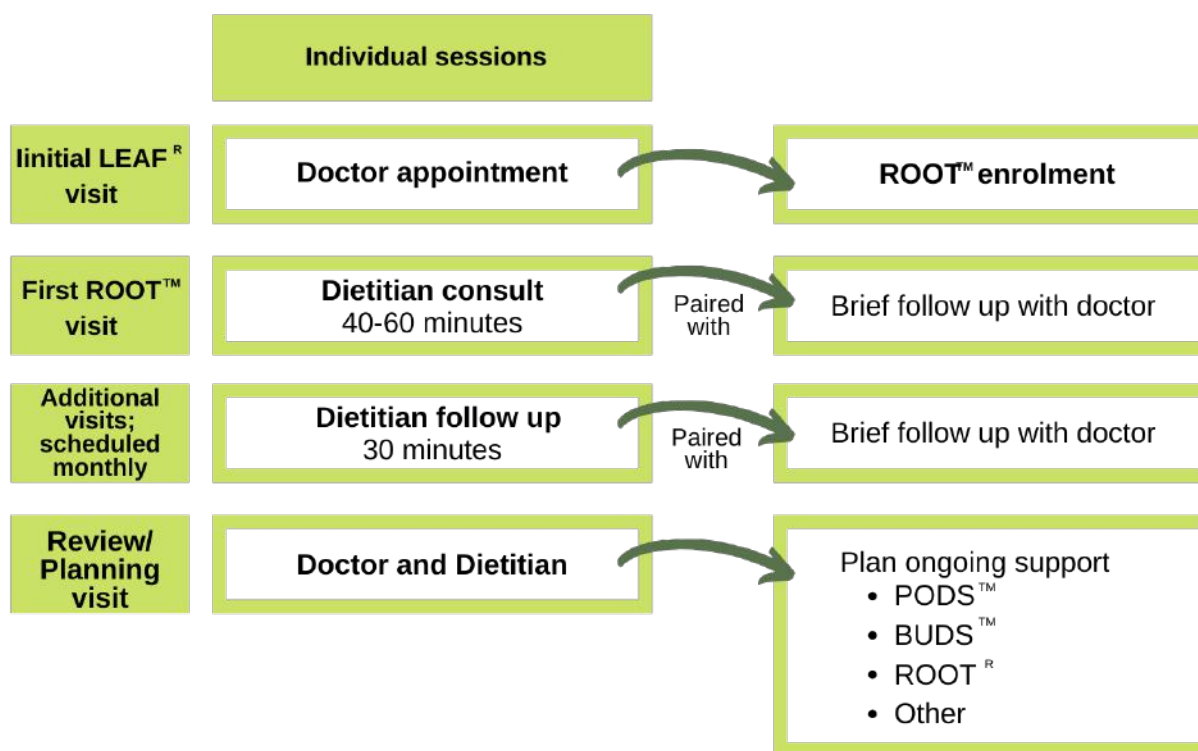 Individual sessions
Iinitial LEAF ᴿ
visit
Doctor appointment
ROOT™ enrolment
First ROOT™
visit
Dietitian consult
40-60 minutes
Paired
with
Brief follow up with doctor
Additional
visits;
scheduled
monthly
Dietitian follow up
30 minutes
Paired
with
Brief follow up with doctor
Review/
Planning
visit
Doctor and Dietitian
Plan ongoing support
• PODS™
• BUDS™
• ROOT ᴿ
• Other